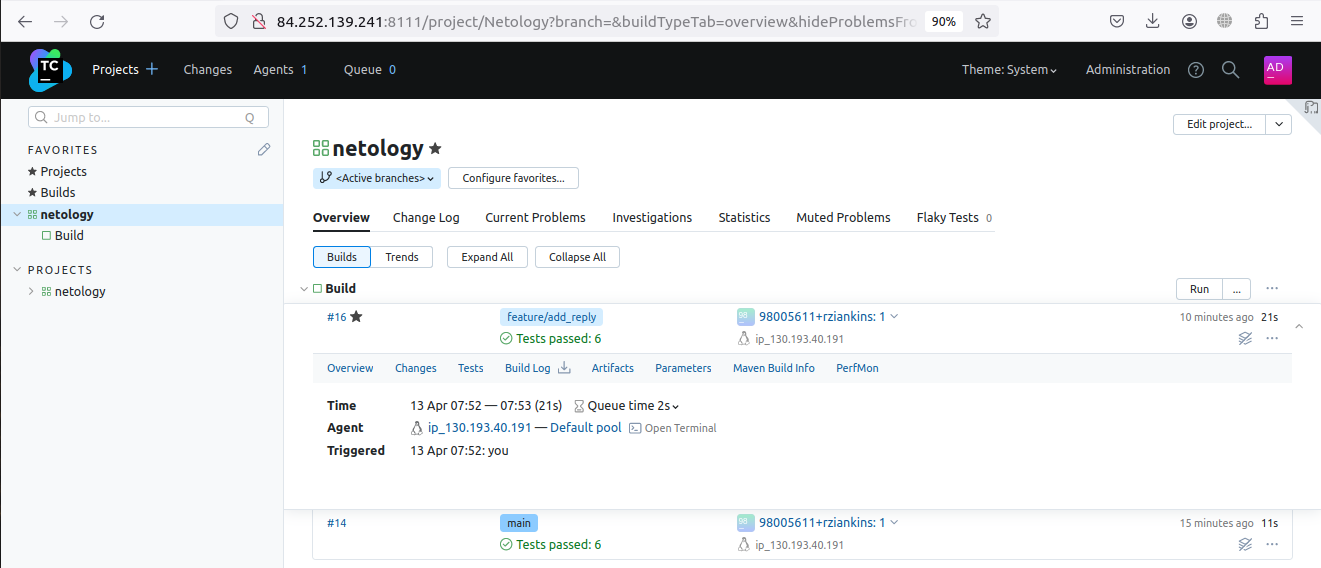 84.252.139.241:8111/project/Netology?branch=&buildTypeTab=overview&hideProblemsFro 90%
TC Projects Changes Agents 1 Queue 0 Theme: System Administration ? AD
Jump to... Q
Edit project...
FAVORITES
Projects
Builds
netology
Build
PROJECTS
netology
netology
<Active branches> Configure favorites...
Overview Change Log Current Problems Investigations Statistics Muted Problems Flaky Tests 0
Builds Trends Expand All Collapse All
Build Run ... ...
#16 feature/add_reply 98 98005611+rziankins: 1 10 minutes ago 21s
Tests passed: 6 ip_130.193.40.191 ...
Overview Changes Tests Build Log Artifacts Parameters Maven Build Info PerfMon
Time 13 Apr 07:52 — 07:53 (21s) Queue time 2s
Agent ip_130.193.40.191 — Default pool Open Terminal
Triggered 13 Apr 07:52: you
#14 main 98 98005611+rziankins: 1 15 minutes ago 11s
Tests passed: 6 ip_130.193.40.191 ...